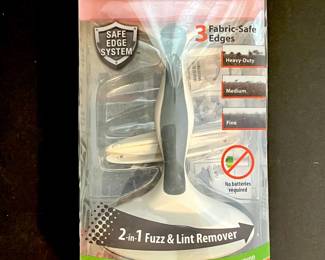 SAFE
EDGE
SYSTEM
3 Fabric-Safe
Edges
Heavy-Duty
Medium
Fine
No batteries
required
2-in-1 Fuzz & Lint Remover